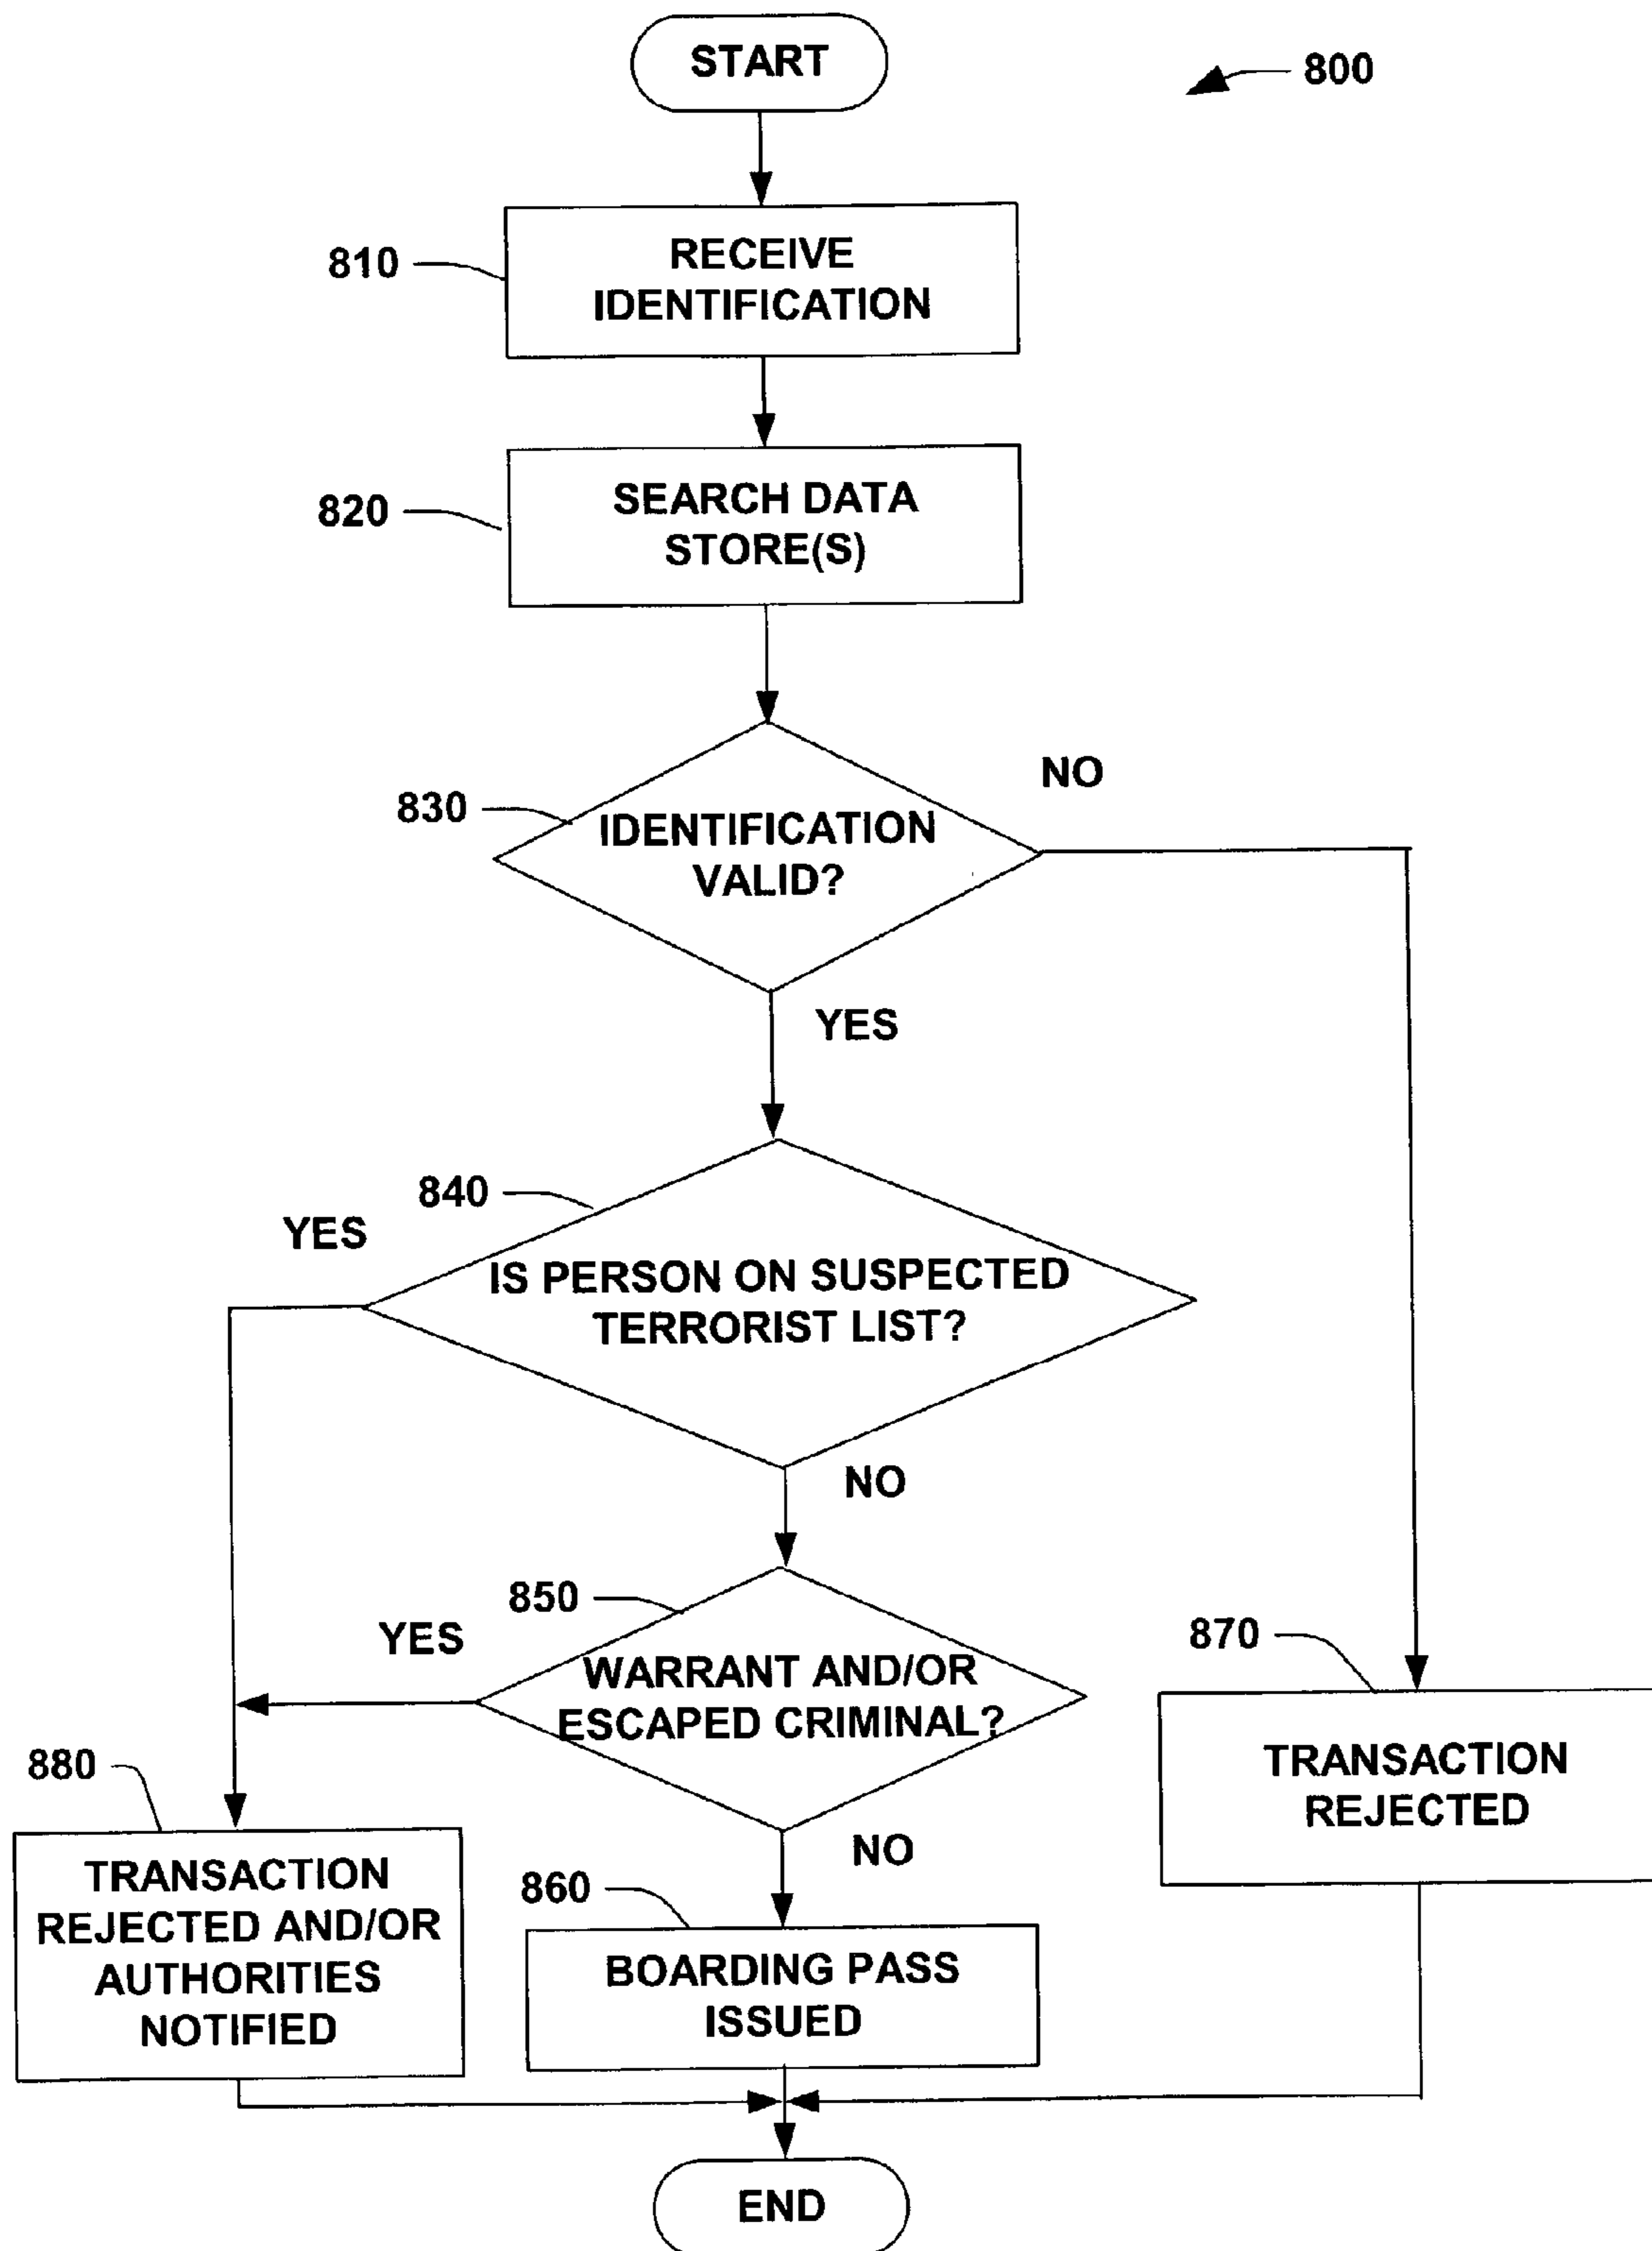 START
800
810
RECEIVE
IDENTIFICATION
820
SEARCH DATA
STORE(S)
830
IDENTIFICATION
VALID?
NO
YES
840
YES
IS PERSON ON SUSPECTED
TERRORIST LIST?
NO
850
YES
WARRANT AND/OR
ESCAPED CRIMINAL?
870
TRANSACTION
REJECTED
880
TRANSACTION
REJECTED AND/OR
AUTHORITIES
NOTIFIED
NO
860
BOARDING PASS
ISSUED
END